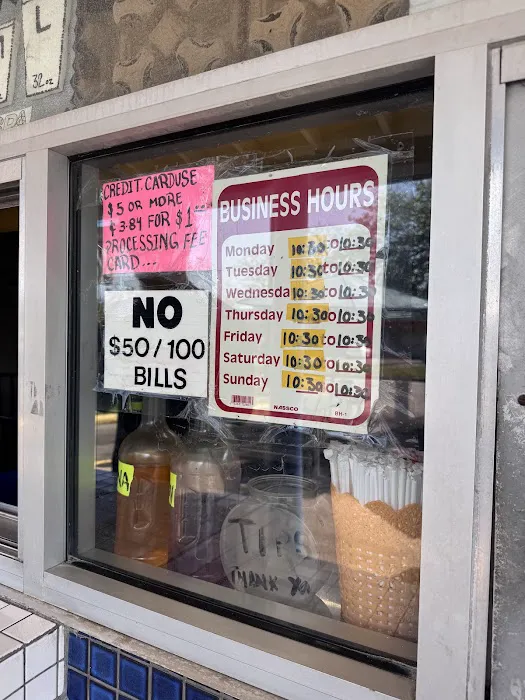 L
32 oz
CREDIT CARDUSE
$5 OR MORE
$3.84 FOR $1
PROCESSING FEE
CARD...
NO
$50/100
BILLS
BUSINESS HOURS
Monday 10:30 to 10:30
Tuesday 10:30 to 10:30
Wednesda 10:30 to 10:30
Thursday 10:30 to 10:30
Friday 10:30 to 10:30
Saturday 10:30 to 10:30
Sunday 10:30 to 10:30
NASSCO BH-1
TIPS
THANK YOU